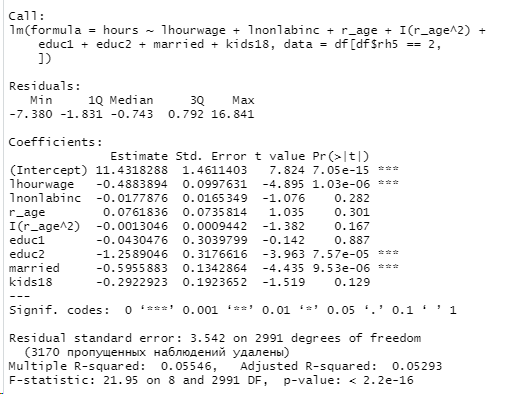 Call:
lm(formula = hours ~ lhourwage + lnonlabinc + r_age + I(r_age^2) +
    educ1 + educ2 + married + kids18, data = df[df$rh5 == 2,
    ])

Residuals:
   Min     1Q Median     3Q    Max
-7.380 -1.831 -0.743  0.792 16.841

Coefficients:
              Estimate Std. Error t value Pr(>|t|)
(Intercept) 11.4318288  1.4611403   7.824 7.05e-15 ***
lhourwage   -0.4883894  0.0997631  -4.895 1.03e-06 ***
lnonlabinc  -0.0177876  0.0165349  -1.076    0.282
r_age        0.0761836  0.0735814   1.035    0.301
I(r_age^2)  -0.0013046  0.0009442  -1.382    0.167
educ1       -0.0430476  0.3039799  -0.142    0.887
educ2       -1.2589046  0.3176616  -3.963 7.57e-05 ***
married     -0.5955883  0.1342864  -4.435 9.53e-06 ***
kids18      -0.2922923  0.1923652  -1.519    0.129
---
Signif. codes:  0 ‘***’ 0.001 ‘**’ 0.01 ‘*’ 0.05 ‘.’ 0.1 ‘ ’ 1

Residual standard error: 3.542 on 2991 degrees of freedom
  (3170 пропущенных наблюдений удалены)
Multiple R-squared:  0.05546,	Adjusted R-squared:  0.05293
F-statistic: 21.95 on 8 and 2991 DF,  p-value: < 2.2e-16